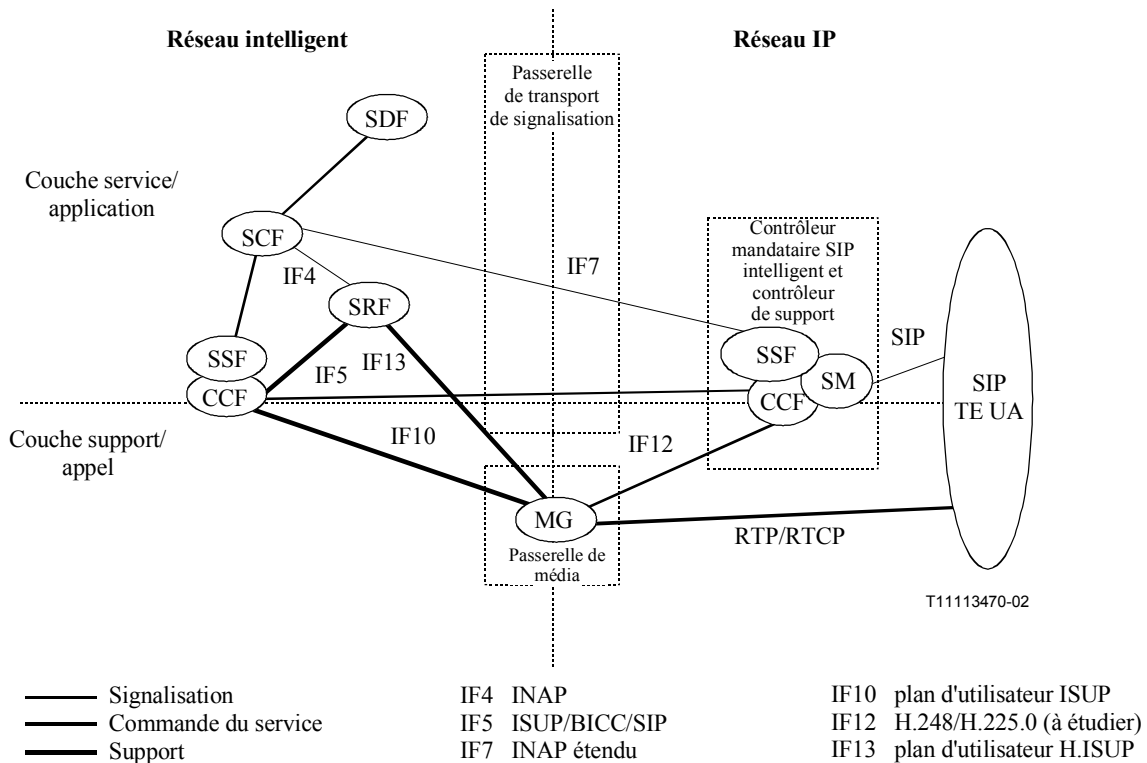 Réseau intelligent
Réseau IP
Passerelle
de transport
de signalisation
SDF
Couche service/
application
SCF
IF4
IF7
SRF
Contrôleur
mandataire SIP
intelligent et
contrôleur
de support
SSF
CCF
IF5
IF13
SSF
SM
CCF
SIP
SIP
TE UA
Couche support/
appel
IF10
IF12
MG
Passerelle de
média
RTP/RTCP
T11113470-02
Signalisation
Commande du service
Support
IF4 INAP
IF5 ISUP/BICC/SIP
IF7 INAP étendu
IF10 plan d'utilisateur ISUP
IF12 H.248/H.225.0 (à étudier)
IF13 plan d'utilisateur H.ISUP